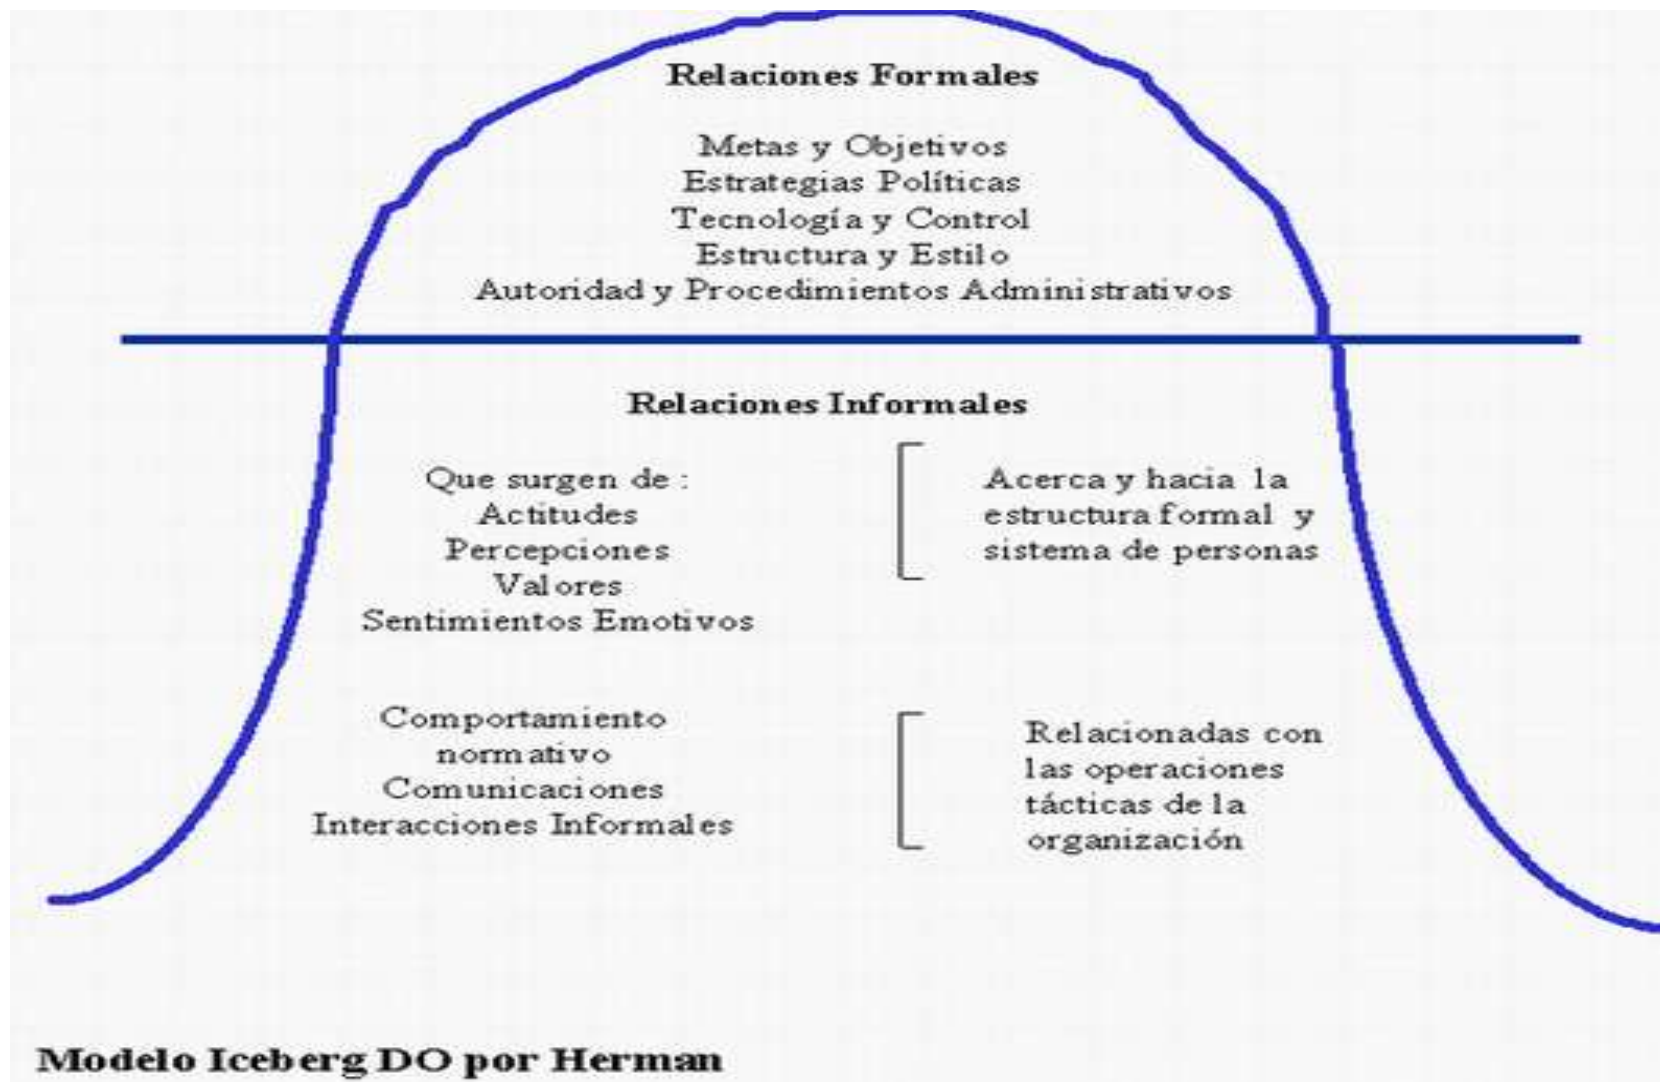 Relaciones Formales
Metas y Objetivos
Estrategias Políticas
Tecnología y Control
Estructura y Estilo
Autoridad y Procedimientos Administrativos
Relaciones Informales
Que surgen de :
Actitudes
Percepciones
Valores
Sentimientos Emotivos
Acerca y hacia la
estructura formal y
sistema de personas
Comportamiento
normativo
Comunicaciones
Interacciones Informales
Relacionadas con
las operaciones
tácticas de la
organización
Modelo Iceberg DO por Herman